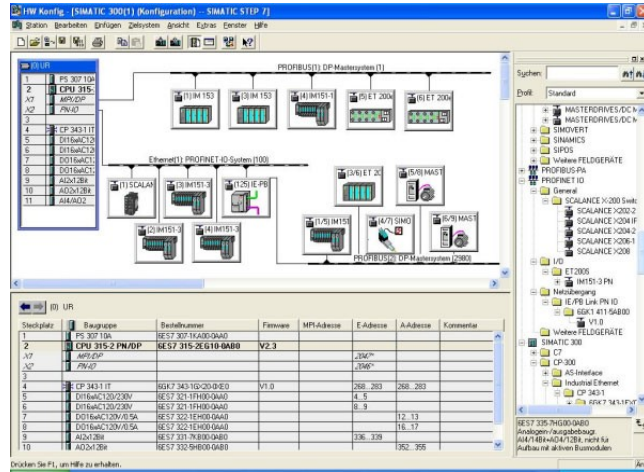 HW Konfig - [SIMATIC 300(1) (Konfiguration) -- SIMATIC STEP 7]
Station Bearbeiten Einfügen Zielsystem Ansicht Extras Fenster Hilfe
(0) UR
1 PS 307 10A
2 CPU 315-
X1 MPI/DP
X2 PN-IO
3
4 CP 343-1 IT
5 DI16xAC12
6 DI16xAC12
7 DO16xAC1
8 DO16xAC1
9 AI2x12Bit
10 AO2x12Bit
11 AI4/AO2
PROFIBUS(1): DP-Mastersystem (1)
(1) IM 153
(3) IM 153
(4) IM151-1
(5) ET 200
(6) ET 200
Ethernet(1): PROFINET-IO-System (100)
(1) SCALAN
(3) IM151-3
(125) IE-PB
(2) IM151-3
(4) IM151-3
(3/6) ET 20
(5/8) MAST
(1/5) IM151
(4/7) SIMO
(6/9) MAST
PROFIBUS(2): DP-Mastersystem (2980)
Suchen:
Profil: Standard
MASTERDRIVES/DC M
MASTERDRIVES/DC M
SIMOVERT
SINAMICS
SIPOS
Weitere FELDGERÄTE
PROFIBUS-PA
PROFINET IO
General
SCALANCE X-200 Switc
SCALANCE X202-2
SCALANCE X204 IF
SCALANCE X204-2
SCALANCE X206-1
SCALANCE X208
I/O
ET200S
IM151-3 PN
Netzübergang
IE/PB Link PN IO
6GK1 411-5AB00
V1.0
Weitere FELDGERÄTE
SIMATIC 300
C7
CP-300
AS-Interface
Industrial Ethernet
CP 343-1
6GK7 343-1EX
6ES7 335-7HG00-0AB0
Analogein-/ausgabebaugr.
AI4/14Bit+AO4/12Bit, nicht für
Aufbau mit aktiven Busmodulen
(0) UR
Steckplatz Baugruppe Bestellnummer Firmware MPI-Adresse E-Adresse A-Adresse Kommentar
1 PS 307 10A 6ES7 307-1KA00-0AA0
2 CPU 315-2 PN/DP 6ES7 315-2EG10-0AB0 V2.3
X1 MPI/DP 2047*
X2 PN-IO 2046*
3
4 CP 343-1 IT 6GK7 343-1GX20-0XE0 V1.0 268...283 268...283
5 DI16xAC120/230V 6ES7 321-1FH00-0AA0 4...5
6 DI16xAC120/230V 6ES7 321-1FH00-0AA0 8...9
7 DO16xAC120V/0.5A 6ES7 322-1EH00-0AA0 12...13
8 DO16xAC120V/0.5A 6ES7 322-1EH00-0AA0 16...17
9 AI2x12Bit 6ES7 331-7KB00-0AB0 336...339
10 AO2x12Bit 6ES7 332-5HB00-0AB0 352...355
Drücken Sie F1, um Hilfe zu erhalten.